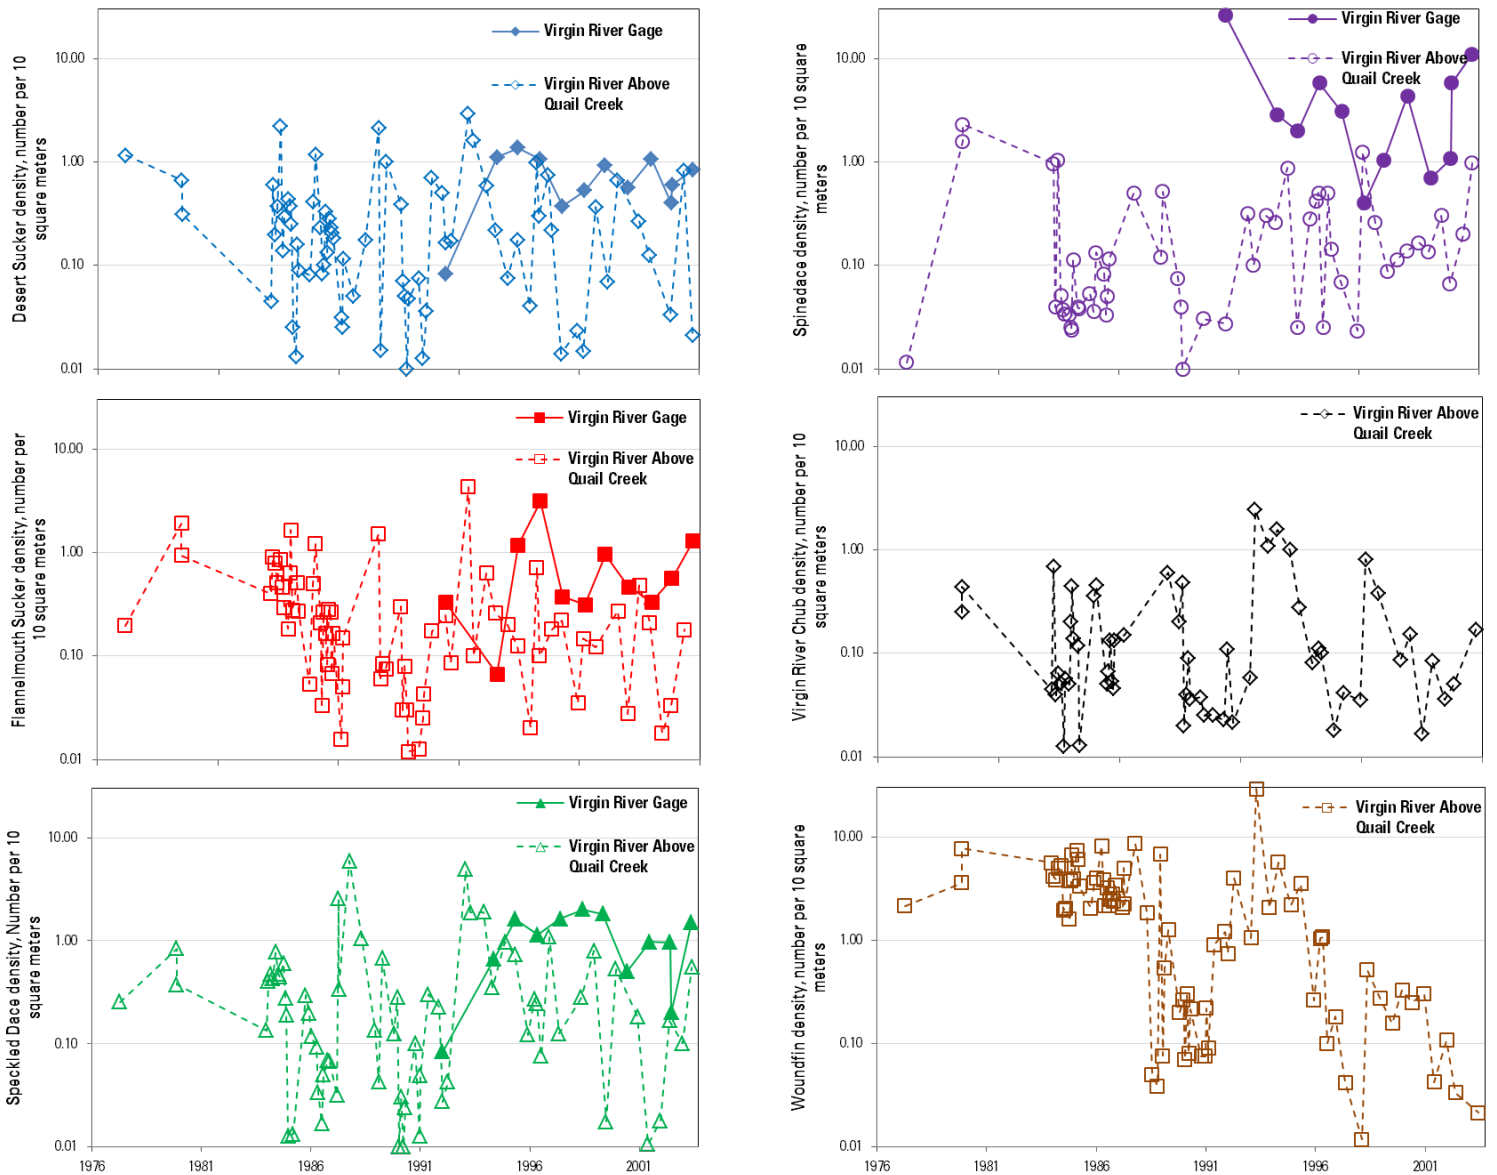 Desert Sucker density, number per 10
square meters
10.00
1.00
0.10
0.01
Virgin River Gage
Virgin River Above
Quail Creek
Spinedace density, number per 10 square
meters
10.00
1.00
0.10
0.01
Virgin River Gage
Virgin River Above
Quail Creek
Flannelmouth Sucker density, number per
10 square meters
10.00
1.00
0.10
0.01
Virgin River Gage
Virgin River Above
Quail Creek
Virgin River Chub density, number per 10
square meters
10.00
1.00
0.10
0.01
Virgin River Above
Quail Creek
Speckled Dace density, Number per 10
square meters
10.00
1.00
0.10
0.01
Virgin River Gage
Virgin River Above
Quail Creek
1976 1981 1986 1991 1996 2001
Woundfin density, number per 10 square
meters
10.00
1.00
0.10
0.01
Virgin River Above
Quail Creek
1976 1981 1986 1991 1996 2001